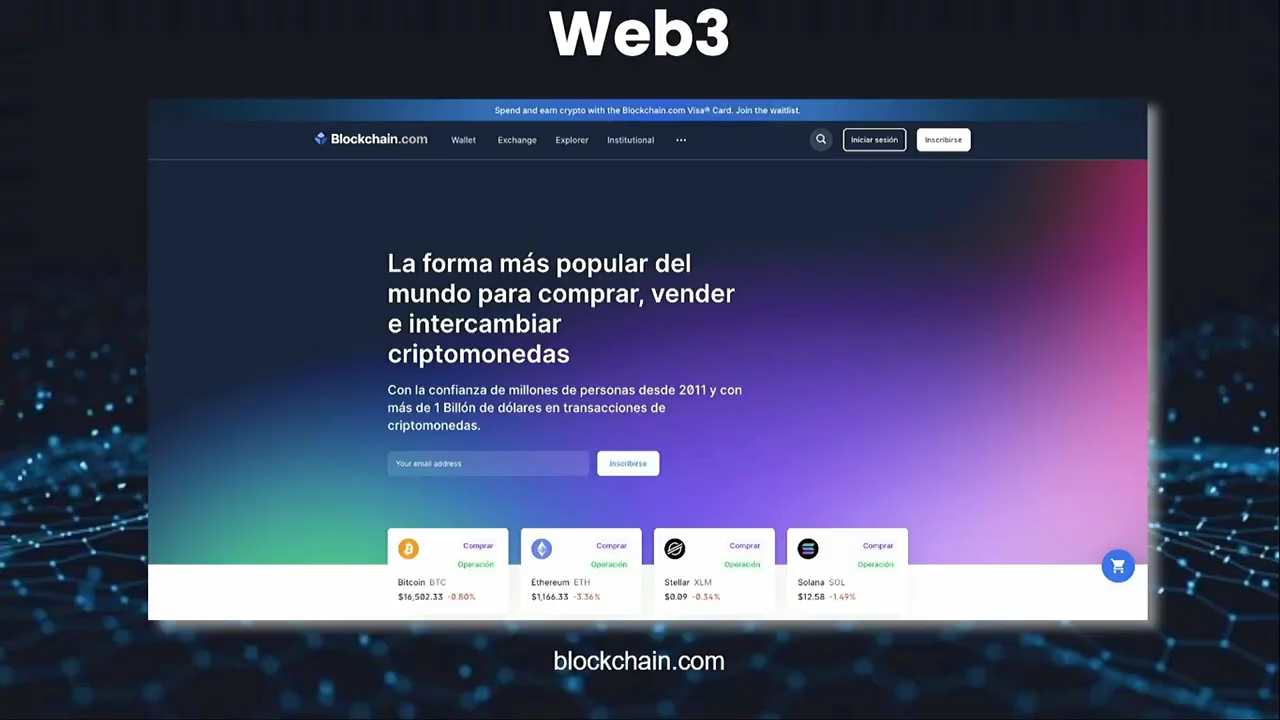 Web3
Spend and earn crypto with the Blockchain.com Visa® Card. Join the waitlist.
Blockchain.com Wallet Exchange Explorer Institutional ••• Iniciar sesión Inscribirse
La forma más popular del
mundo para comprar, vender
e intercambiar
criptomonedas
Con la confianza de millones de personas desde 2011 y con
más de 1 Billón de dólares en transacciones de
criptomonedas.
Your email address Inscribirse
Comprar Comprar Comprar Comprar
Operación Operación Operación Operación
Bitcoin BTC Ethereum ETH Stellar XLM Solana SOL
$16,502.33 -0.80% $1,166.33 -3.36% $0.09 -0.34% $12.58 -1.49%
blockchain.com